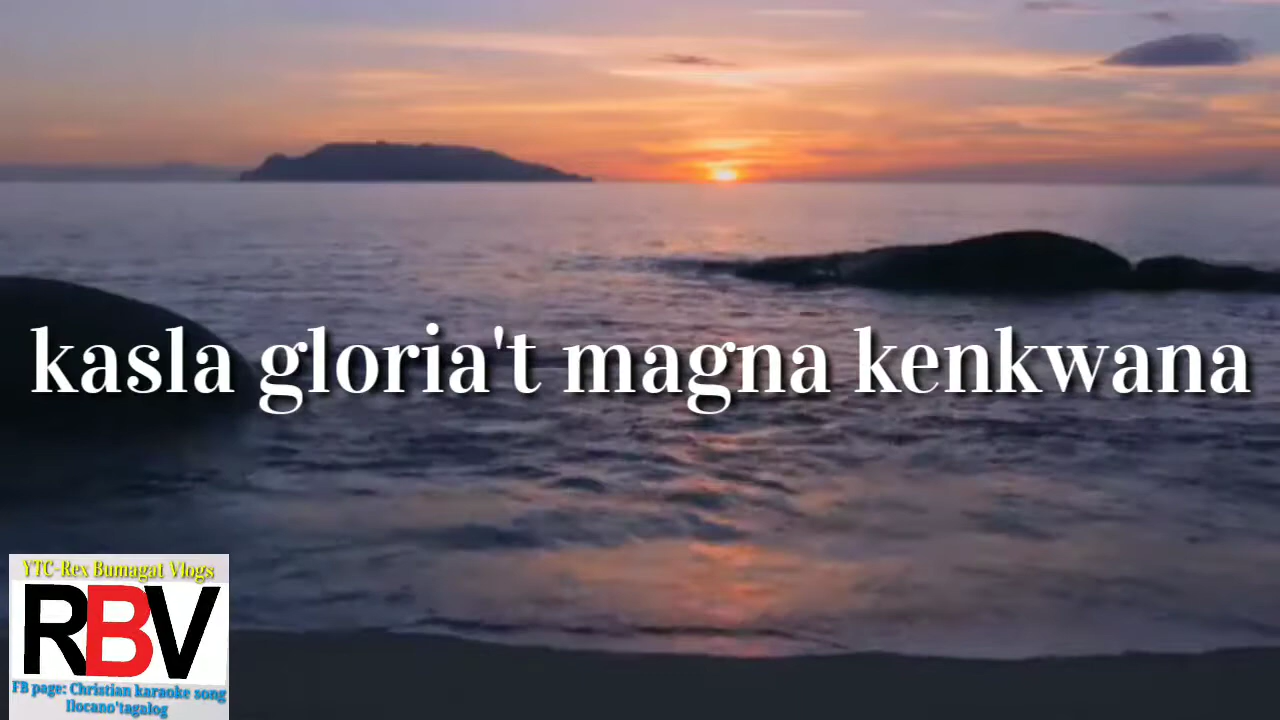 kasla gloria't magna kenkwana
YTC-Rex Bumagat Vlogs
RBV
FB page: Christian karaoke song
Ilocano'tagalog